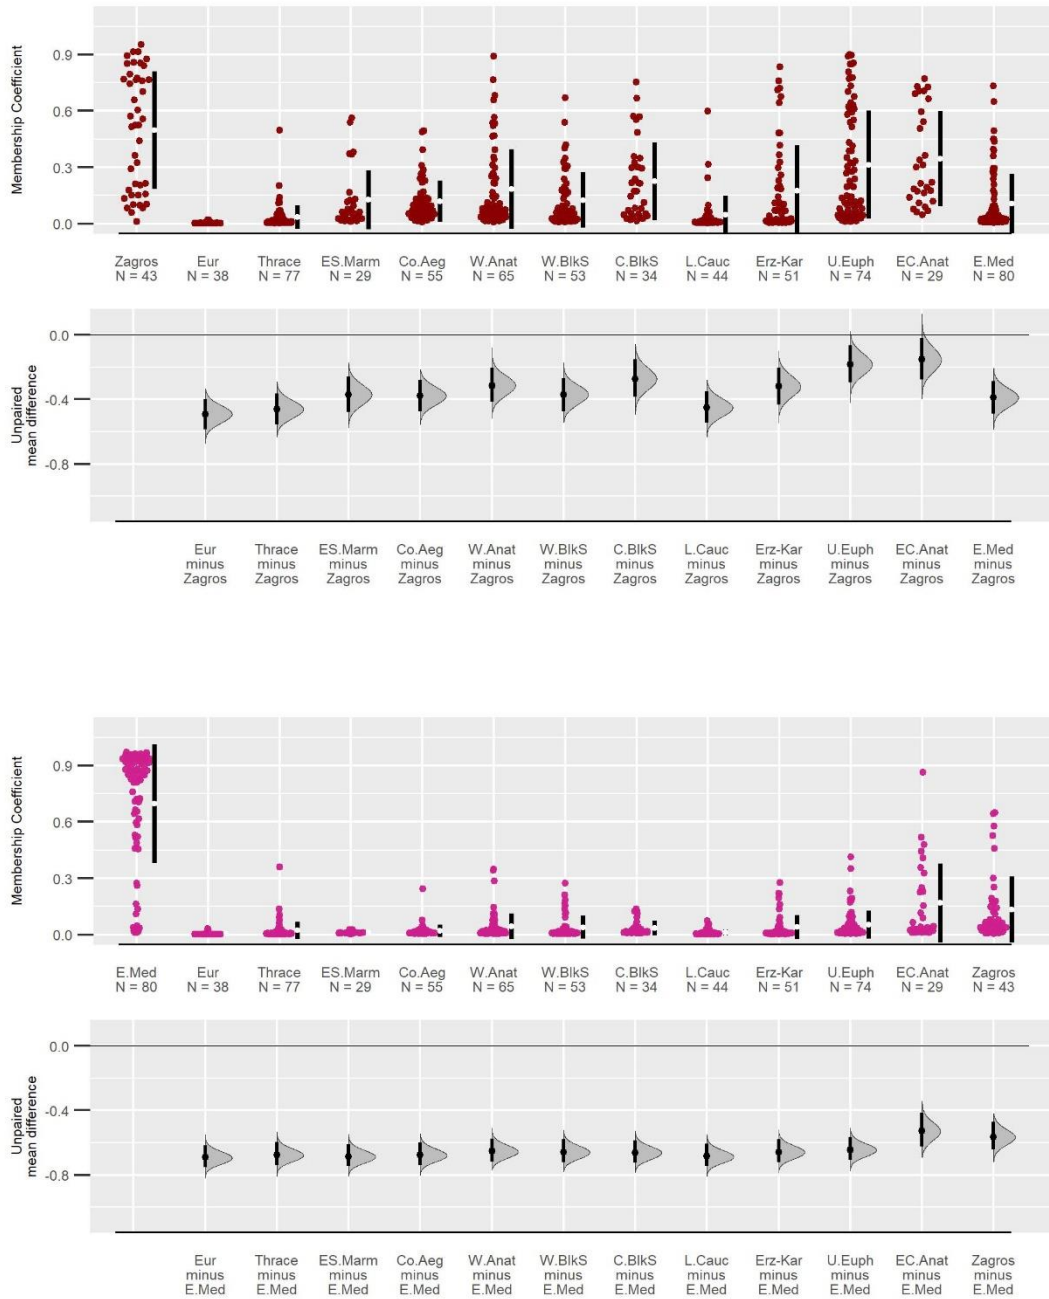 Membership Coefficient
0.9
0.6
0.3
0.0
Zagros Eur Thrace ES.Marm Co.Aeg W.Anat W.BlkS C.BlkS L.Cauc Erz-Kar U.Euph EC.Anat E.Med
N = 43 N = 38 N = 77 N = 29 N = 55 N = 65 N = 53 N = 34 N = 44 N = 51 N = 74 N = 29 N = 80
Unpaired
mean difference
0.0
-0.4
-0.8
Eur Thrace ES.Marm Co.Aeg W.Anat W.BlkS C.BlkS L.Cauc Erz-Kar U.Euph EC.Anat E.Med
minus minus minus minus minus minus minus minus minus minus minus minus
Zagros Zagros Zagros Zagros Zagros Zagros Zagros Zagros Zagros Zagros Zagros Zagros
Membership Coefficient
0.9
0.6
0.3
0.0
E.Med Eur Thrace ES.Marm Co.Aeg W.Anat W.BlkS C.BlkS L.Cauc Erz-Kar U.Euph EC.Anat Zagros
N = 80 N = 38 N = 77 N = 29 N = 55 N = 65 N = 53 N = 34 N = 44 N = 51 N = 74 N = 29 N = 43
Unpaired
mean difference
0.0
-0.4
-0.8
Eur Thrace ES.Marm Co.Aeg W.Anat W.BlkS C.BlkS L.Cauc Erz-Kar U.Euph EC.Anat Zagros
minus minus minus minus minus minus minus minus minus minus minus minus
E.Med E.Med E.Med E.Med E.Med E.Med E.Med E.Med E.Med E.Med E.Med E.Med